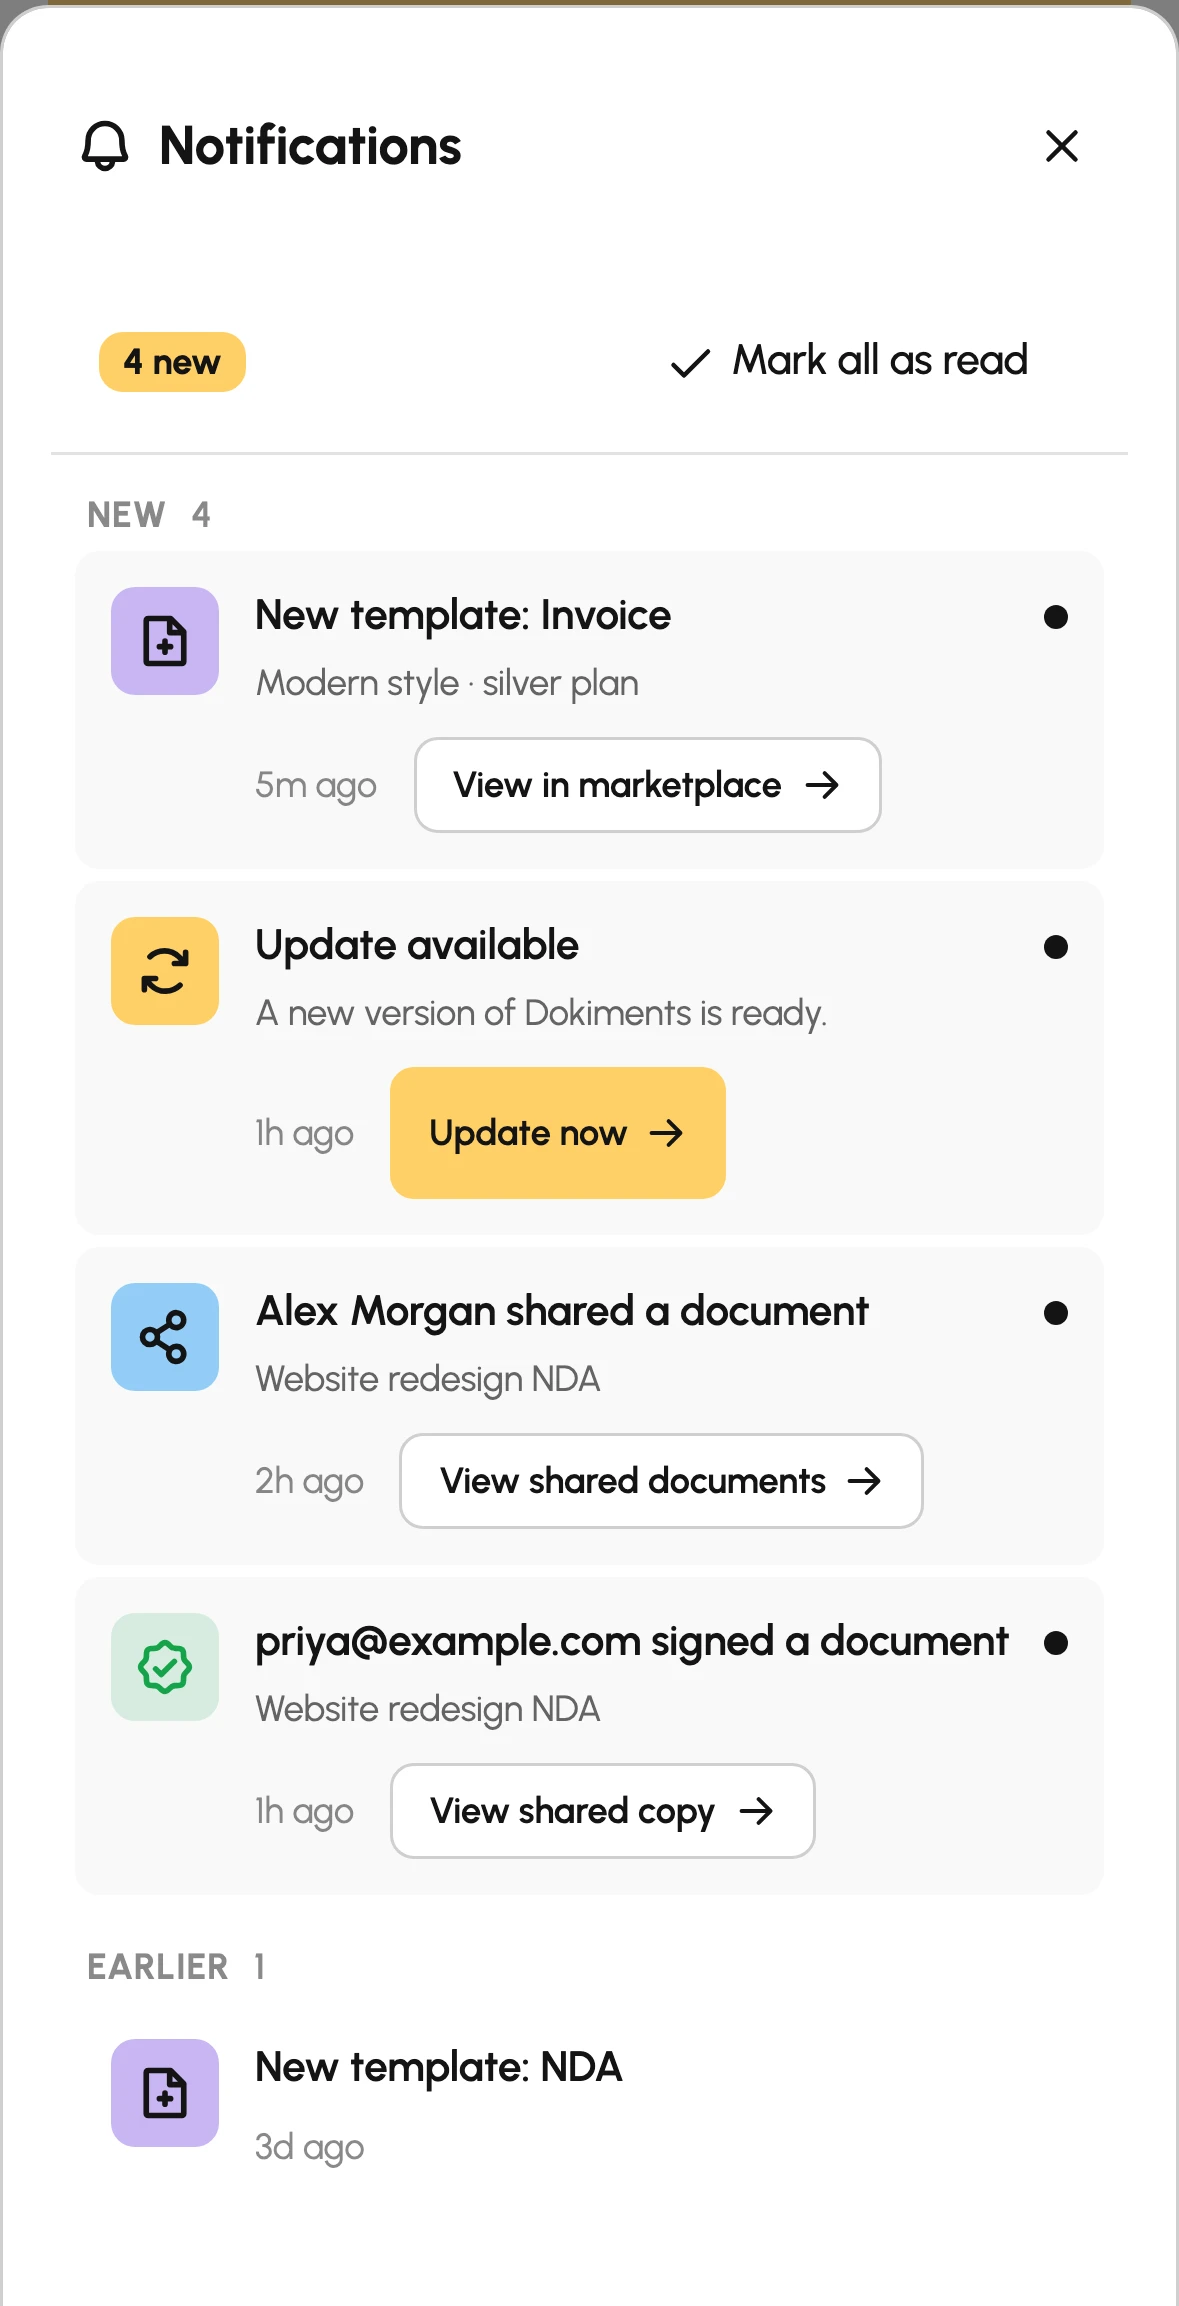 Notifications
4 new
Mark all as read
NEW 4
New template: Invoice
Modern style · silver plan
5m ago
View in marketplace →
Update available
A new version of Dokiments is ready.
1h ago
Update now →
Alex Morgan shared a document
Website redesign NDA
2h ago
View shared documents →
priya@example.com signed a document
Website redesign NDA
1h ago
View shared copy →
EARLIER 1
New template: NDA
3d ago